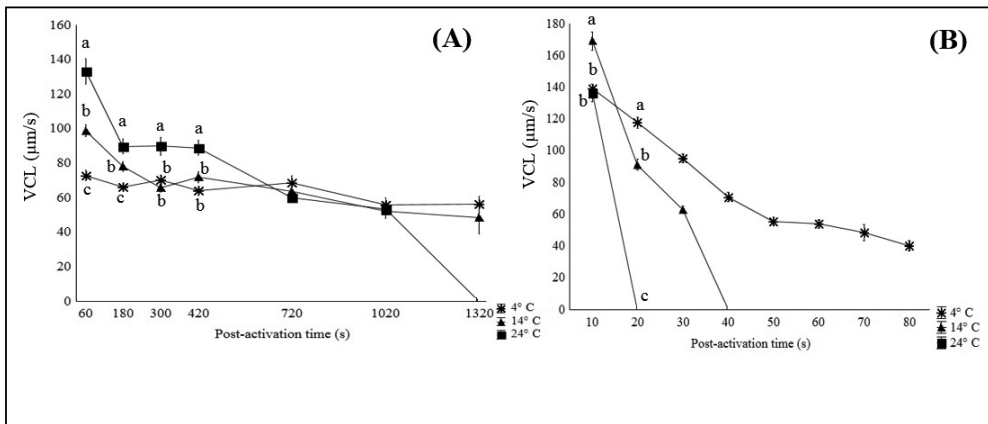 (A)
VCL (µm/s)
160
140
120
100
80
60
40
20
0
a
b
c
a
b
c
a
b
b
a
b
b
60 180 300 420 720 1020 1320
Post-activation time (s)
4° C
14° C
24° C
(B)
VCL (µm/s)
180
160
140
120
100
80
60
40
20
0
a
b
b
a
b
c
10 20 30 40 50 60 70 80
Post-activation time (s)
4° C
14° C
24° C